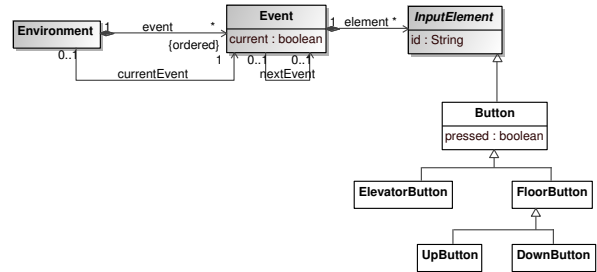 Event
InputElement
1 event *
1 element *
Environment
current : boolean
id : String
{ordered}
0..1
1 0..1 0..1
currentEvent
nextEvent
Button
pressed : boolean
ElevatorButton
FloorButton
UpButton
DownButton